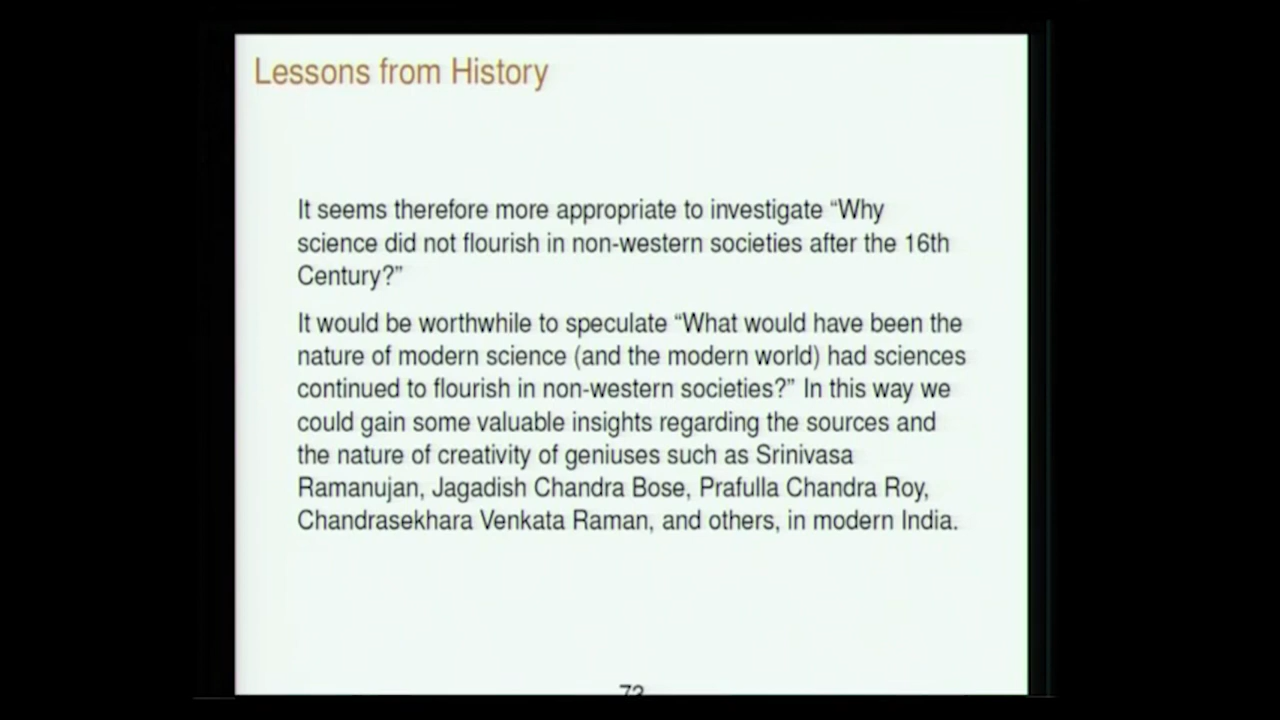 Lessons from History
It seems therefore more appropriate to investigate “Why
science did not flourish in non-western societies after the 16th
Century?”
It would be worthwhile to speculate “What would have been the
nature of modern science (and the modern world) had sciences
continued to flourish in non-western societies?” In this way we
could gain some valuable insights regarding the sources and
the nature of creativity of geniuses such as Srinivasa
Ramanujan, Jagadish Chandra Bose, Prafulla Chandra Roy,
Chandrasekhara Venkata Raman, and others, in modern India.